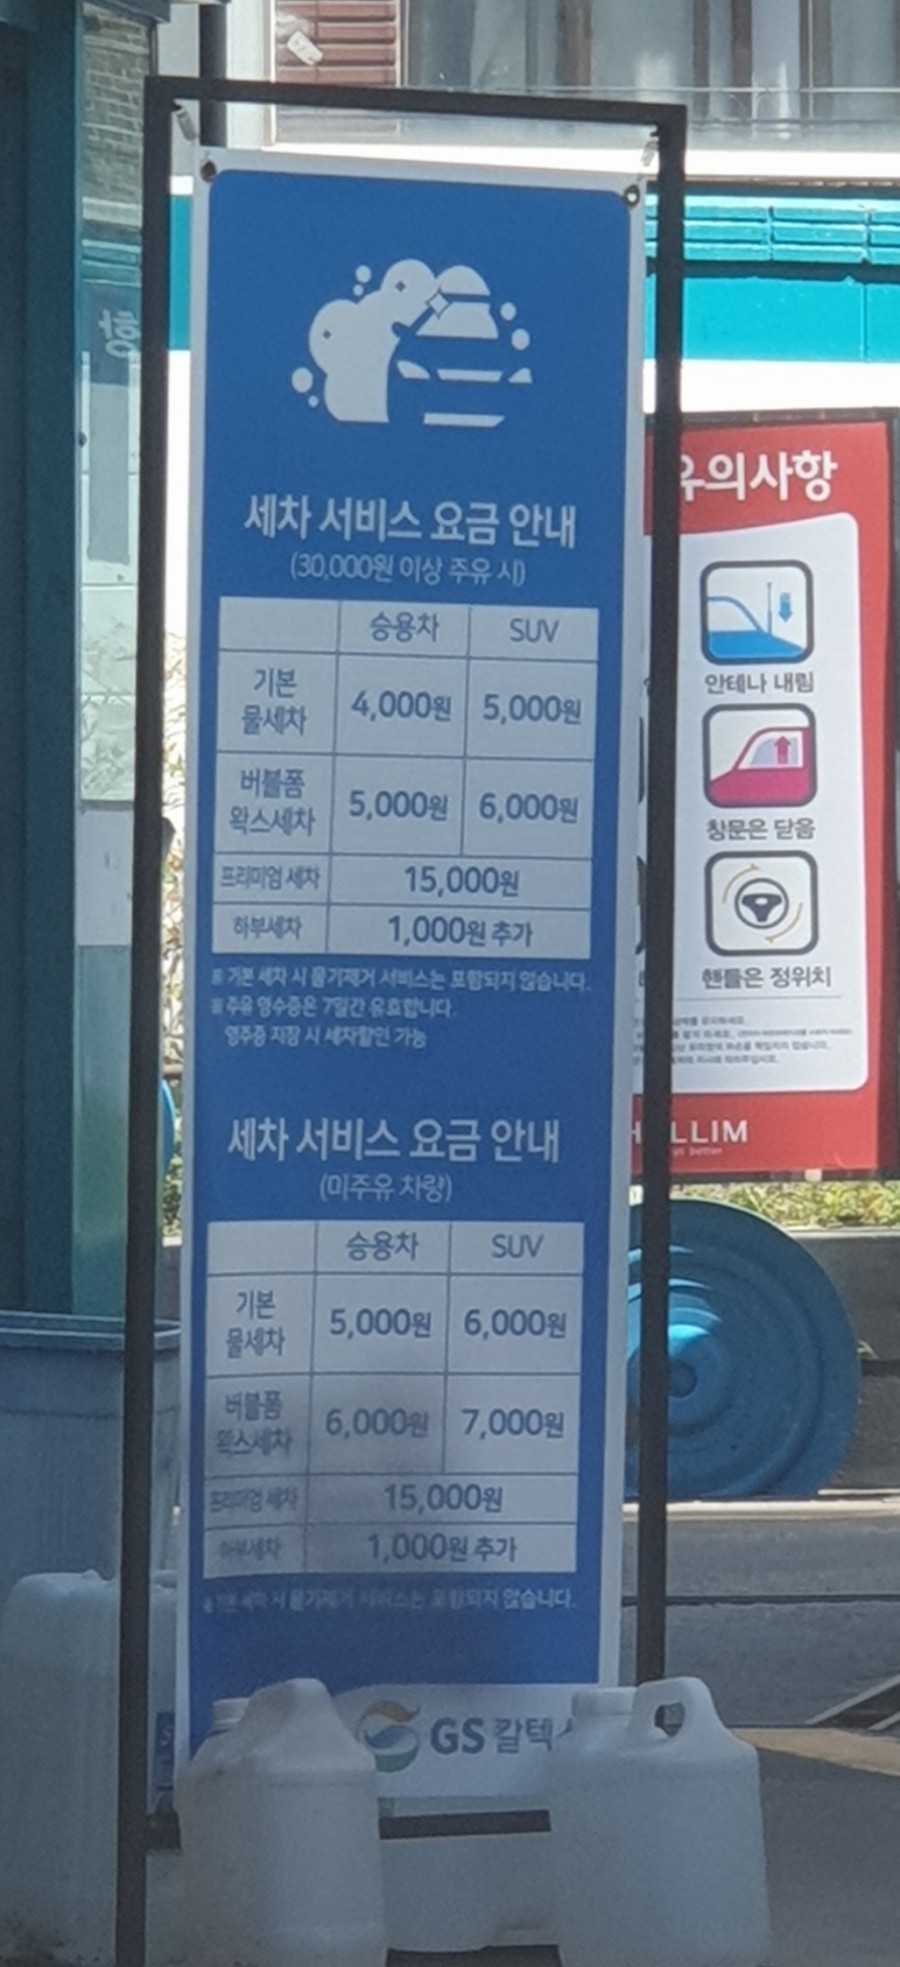 세차 서비스 요금 안내
(30,000원 이상 주유 시)
승용차 SUV
기본
물세차
4,000원 5,000원
버블폼
왁스세차
5,000원 6,000원
프리미엄 세차 15,000원
하부세차 1,000원 추가
※ 기본 세차 시 물기제거 서비스는 포함되지 않습니다.
※ 주유 영수증은 7일간 유효합니다.
영수증 지참 시 세차할인 가능
세차 서비스 요금 안내
(미주유 차량)
승용차 SUV
기본
물세차
5,000원 6,000원
버블폼
왁스세차
6,000원 7,000원
프리미엄 세차 15,000원
하부세차 1,000원 추가
※ 기본 세차 시 물기제거 서비스는 포함되지 않습니다.
GS칼텍
유의사항
안테나 내림
창문은 닫음
핸들은 정위치
LLIM
항